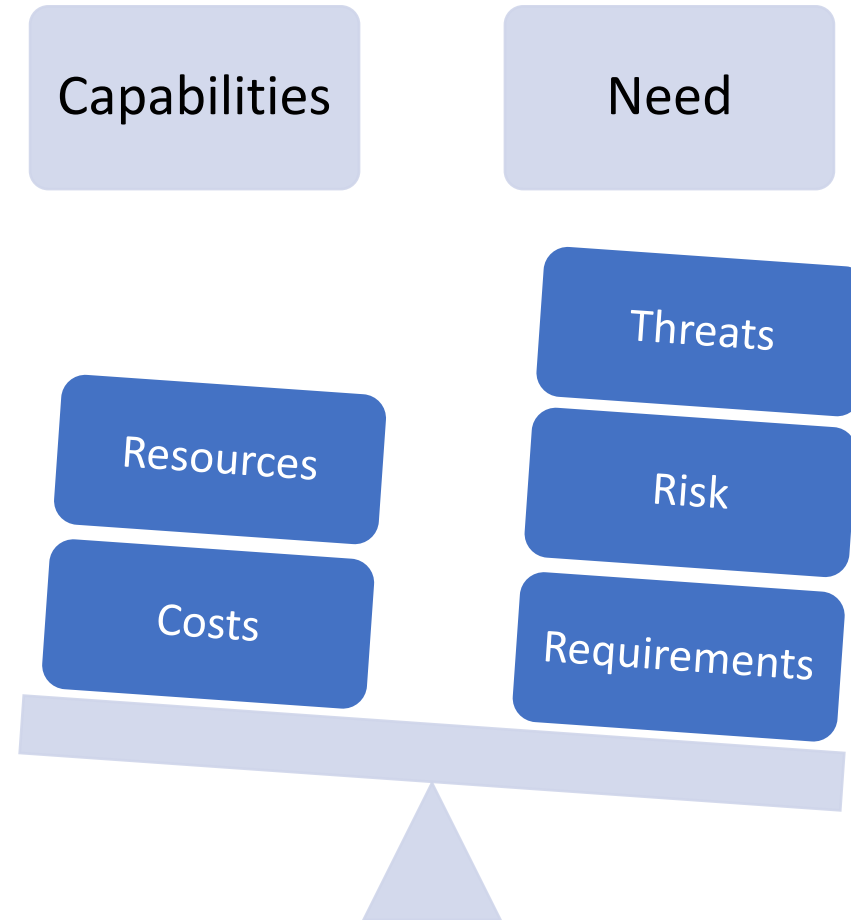 Capabilities
Need
Threats
Risk
Requirements
Resources
Costs